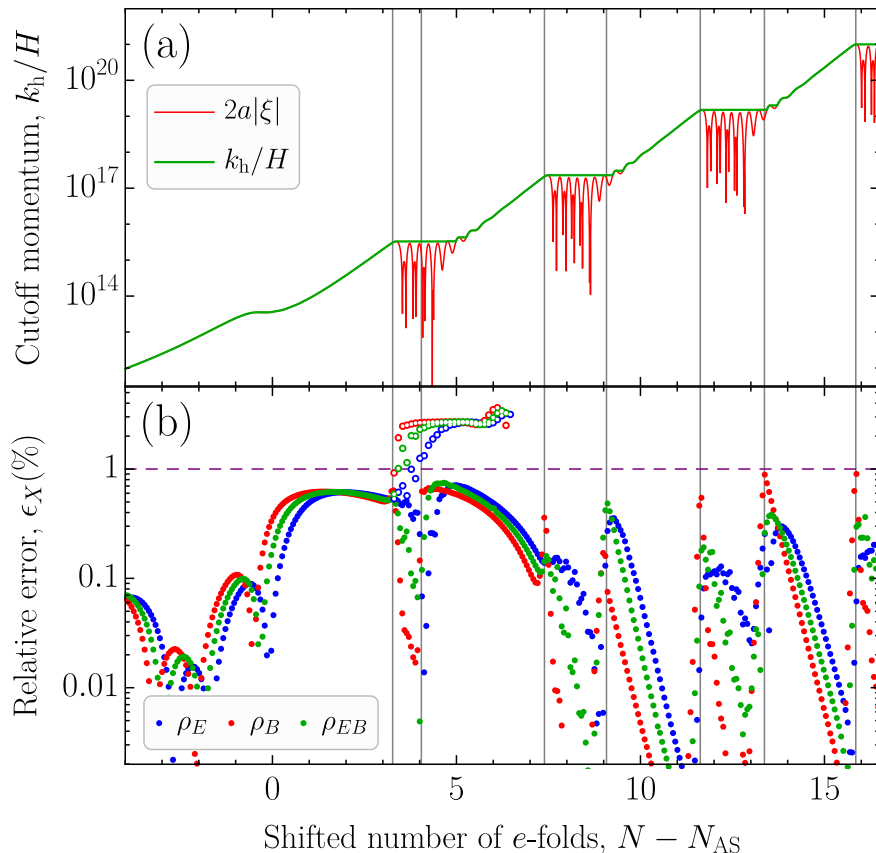 (a)
Cutoff momentum, k_h/H
10^20
10^17
10^14
2a|ξ|
k_h/H
(b)
Relative error, ϵ_X(%)
1
0.1
0.01
ρ_E ρ_B ρ_EB
0 5 10 15
Shifted number of e-folds, N − N_AS